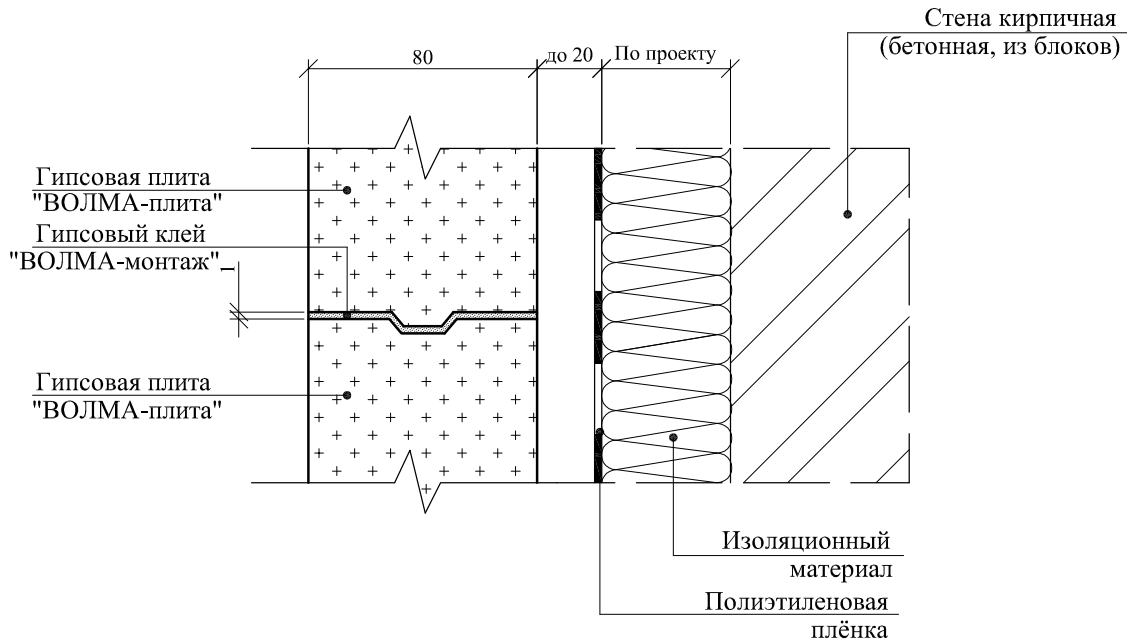 Стена кирпичная
(бетонная, из блоков)
80
до 20
По проекту
Гипсовая плита
"ВОЛМА-плита"
Гипсовый клей
"ВОЛМА-монтаж"
Гипсовая плита
"ВОЛМА-плита"
Изоляционный
материал
Полиэтиленовая
плёнка